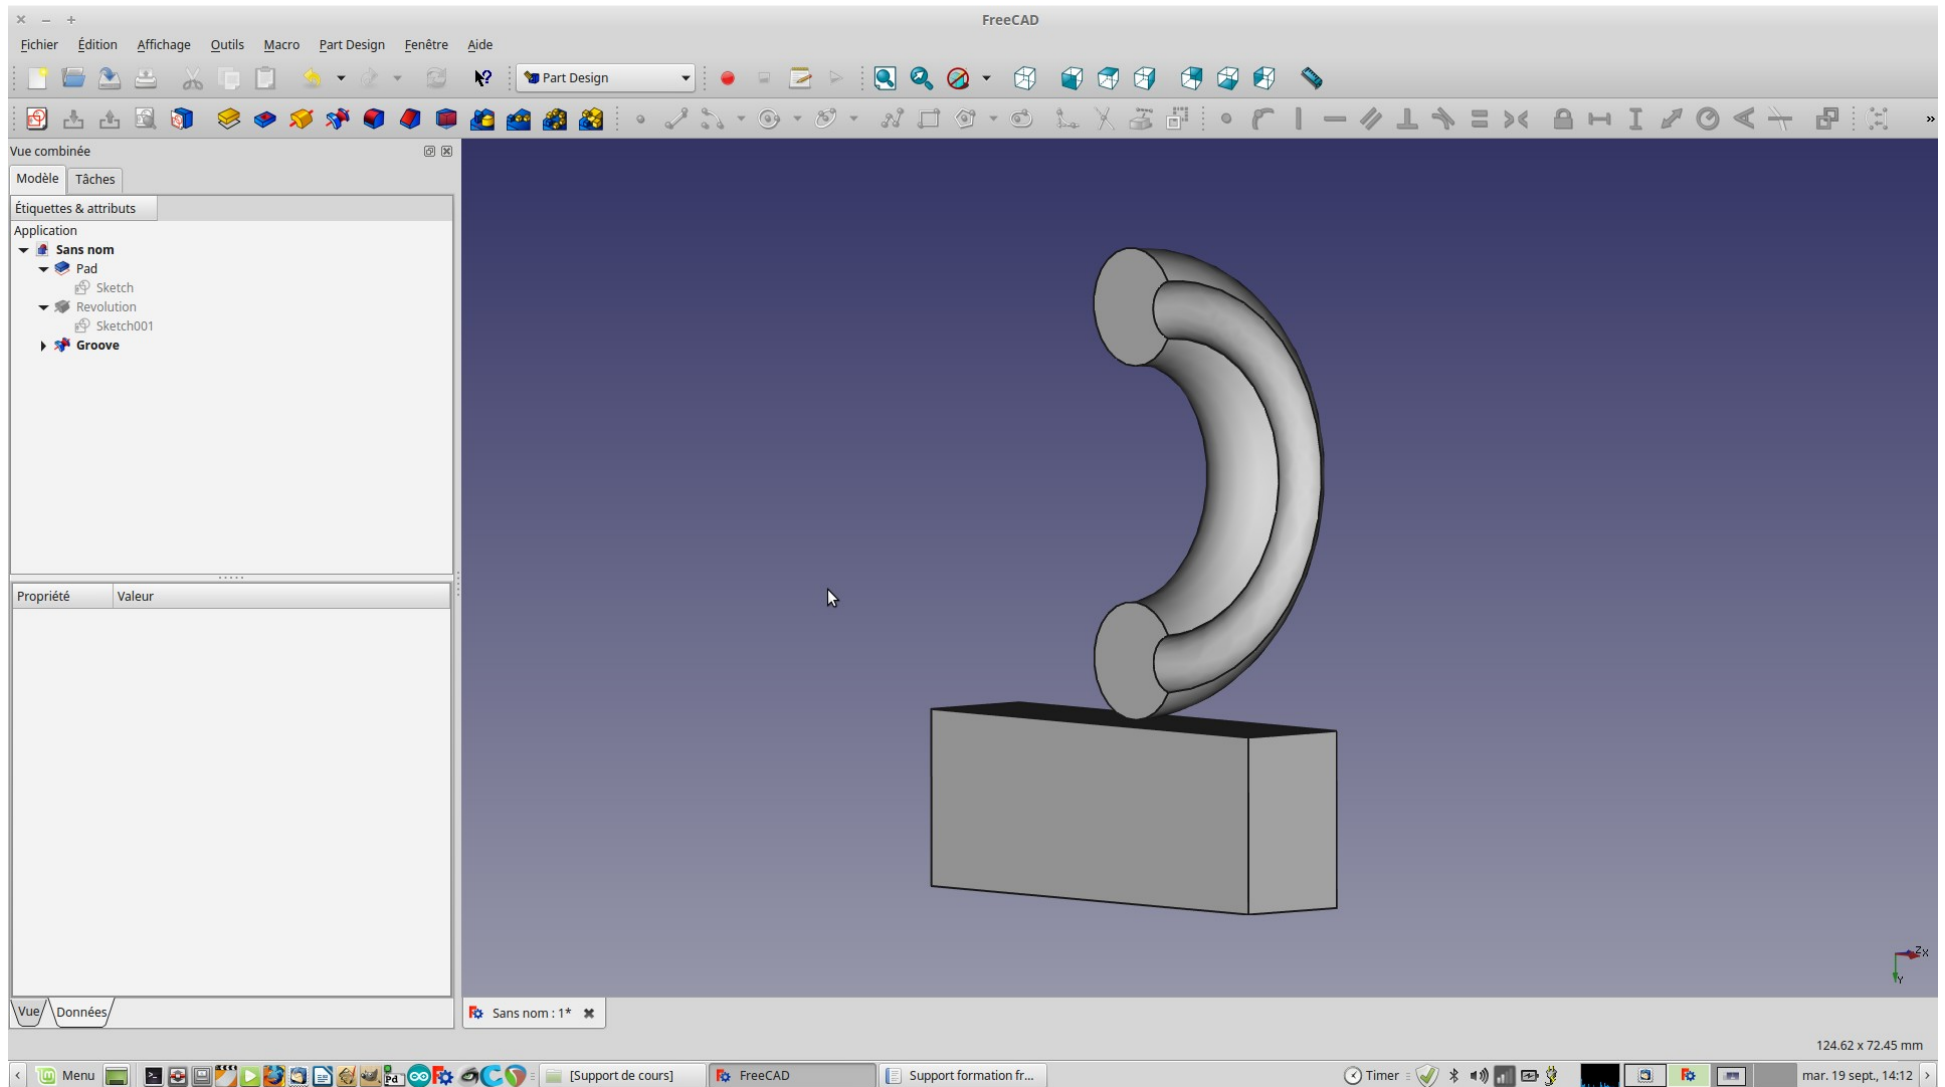 FreeCAD
Fichier Édition Affichage Outils Macro Part Design Fenêtre Aide
Part Design
Vue combinée
Modèle Tâches
Étiquettes & attributs
Application
Sans nom
Pad
Sketch
Revolution
Sketch001
Groove
Propriété Valeur
Zx
Y
Vue Données
Sans nom : 1*
124.62 x 72.45 mm
Menu Pd [Support de cours] FreeCAD Support formation fr... Timer mar. 19 sept., 14:12